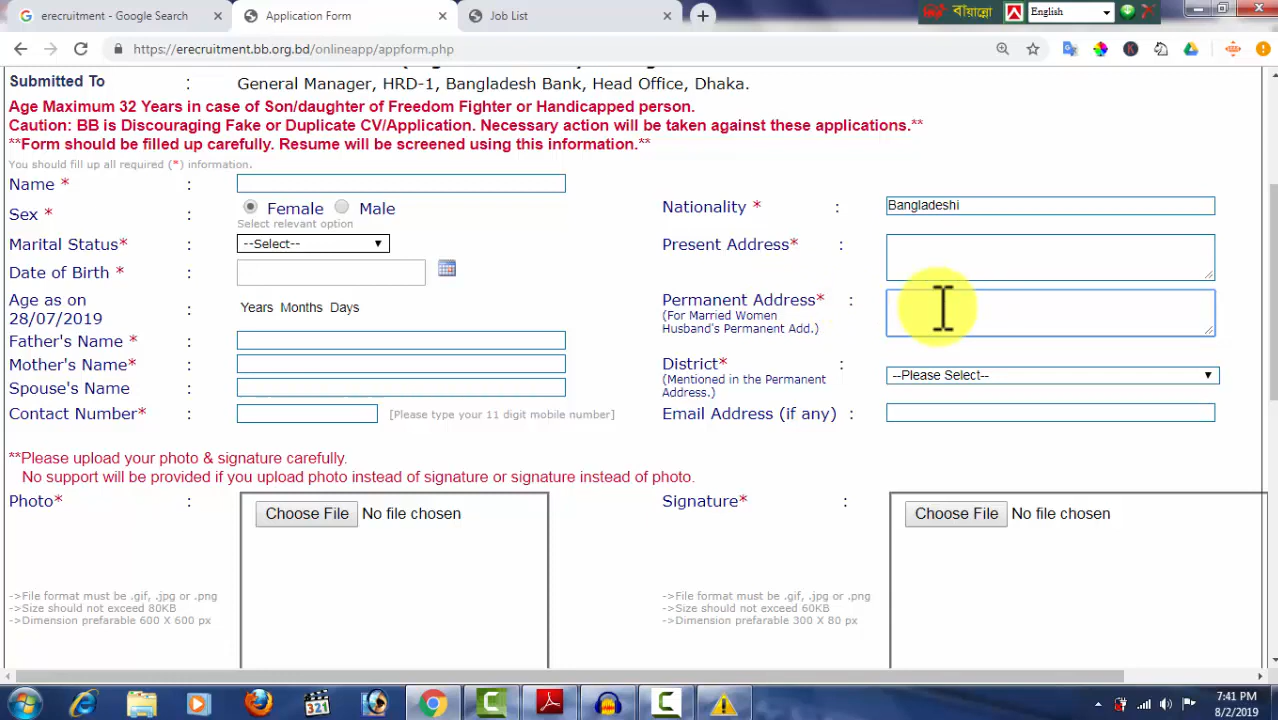 erecruitment - Google Search
Application Form
Job List
বায়ান্নো
English
https://erecruitment.bb.org.bd/onlineapp/appform.php
Submitted To : General Manager, HRD-1, Bangladesh Bank, Head Office, Dhaka.
Age Maximum 32 Years in case of Son/daughter of Freedom Fighter or Handicapped person.
Caution: BB is Discouraging Fake or Duplicate CV/Application. Necessary action will be taken against these applications.**
**Form should be filled up carefully. Resume will be screened using this information.**
You should fill up all required (*) information.
Name * :
Sex * : Female Male
Select relevant option
Marital Status* : --Select--
Date of Birth * :
Age as on
28/07/2019 : Years Months Days
Father's Name * :
Mother's Name* :
Spouse's Name :
Contact Number* : [Please type your 11 digit mobile number]
Nationality * : Bangladeshi
Present Address* :
Permanent Address* :
(For Married Women
Husband's Permanent Add.)
District* : --Please Select--
(Mentioned in the Permanent
Address.)
Email Address (if any) :
**Please upload your photo & signature carefully.
No support will be provided if you upload photo instead of signature or signature instead of photo.
Photo* : Choose File No file chosen
->File format must be .gif, .jpg or .png
->Size should not exceed 80KB
->Dimension prefarable 600 X 600 px
Signature* : Choose File No file chosen
->File format must be .gif, .jpg or .png
->Size should not exceed 60KB
->Dimension prefarable 300 X 80 px
321
7:41 PM
8/2/2019